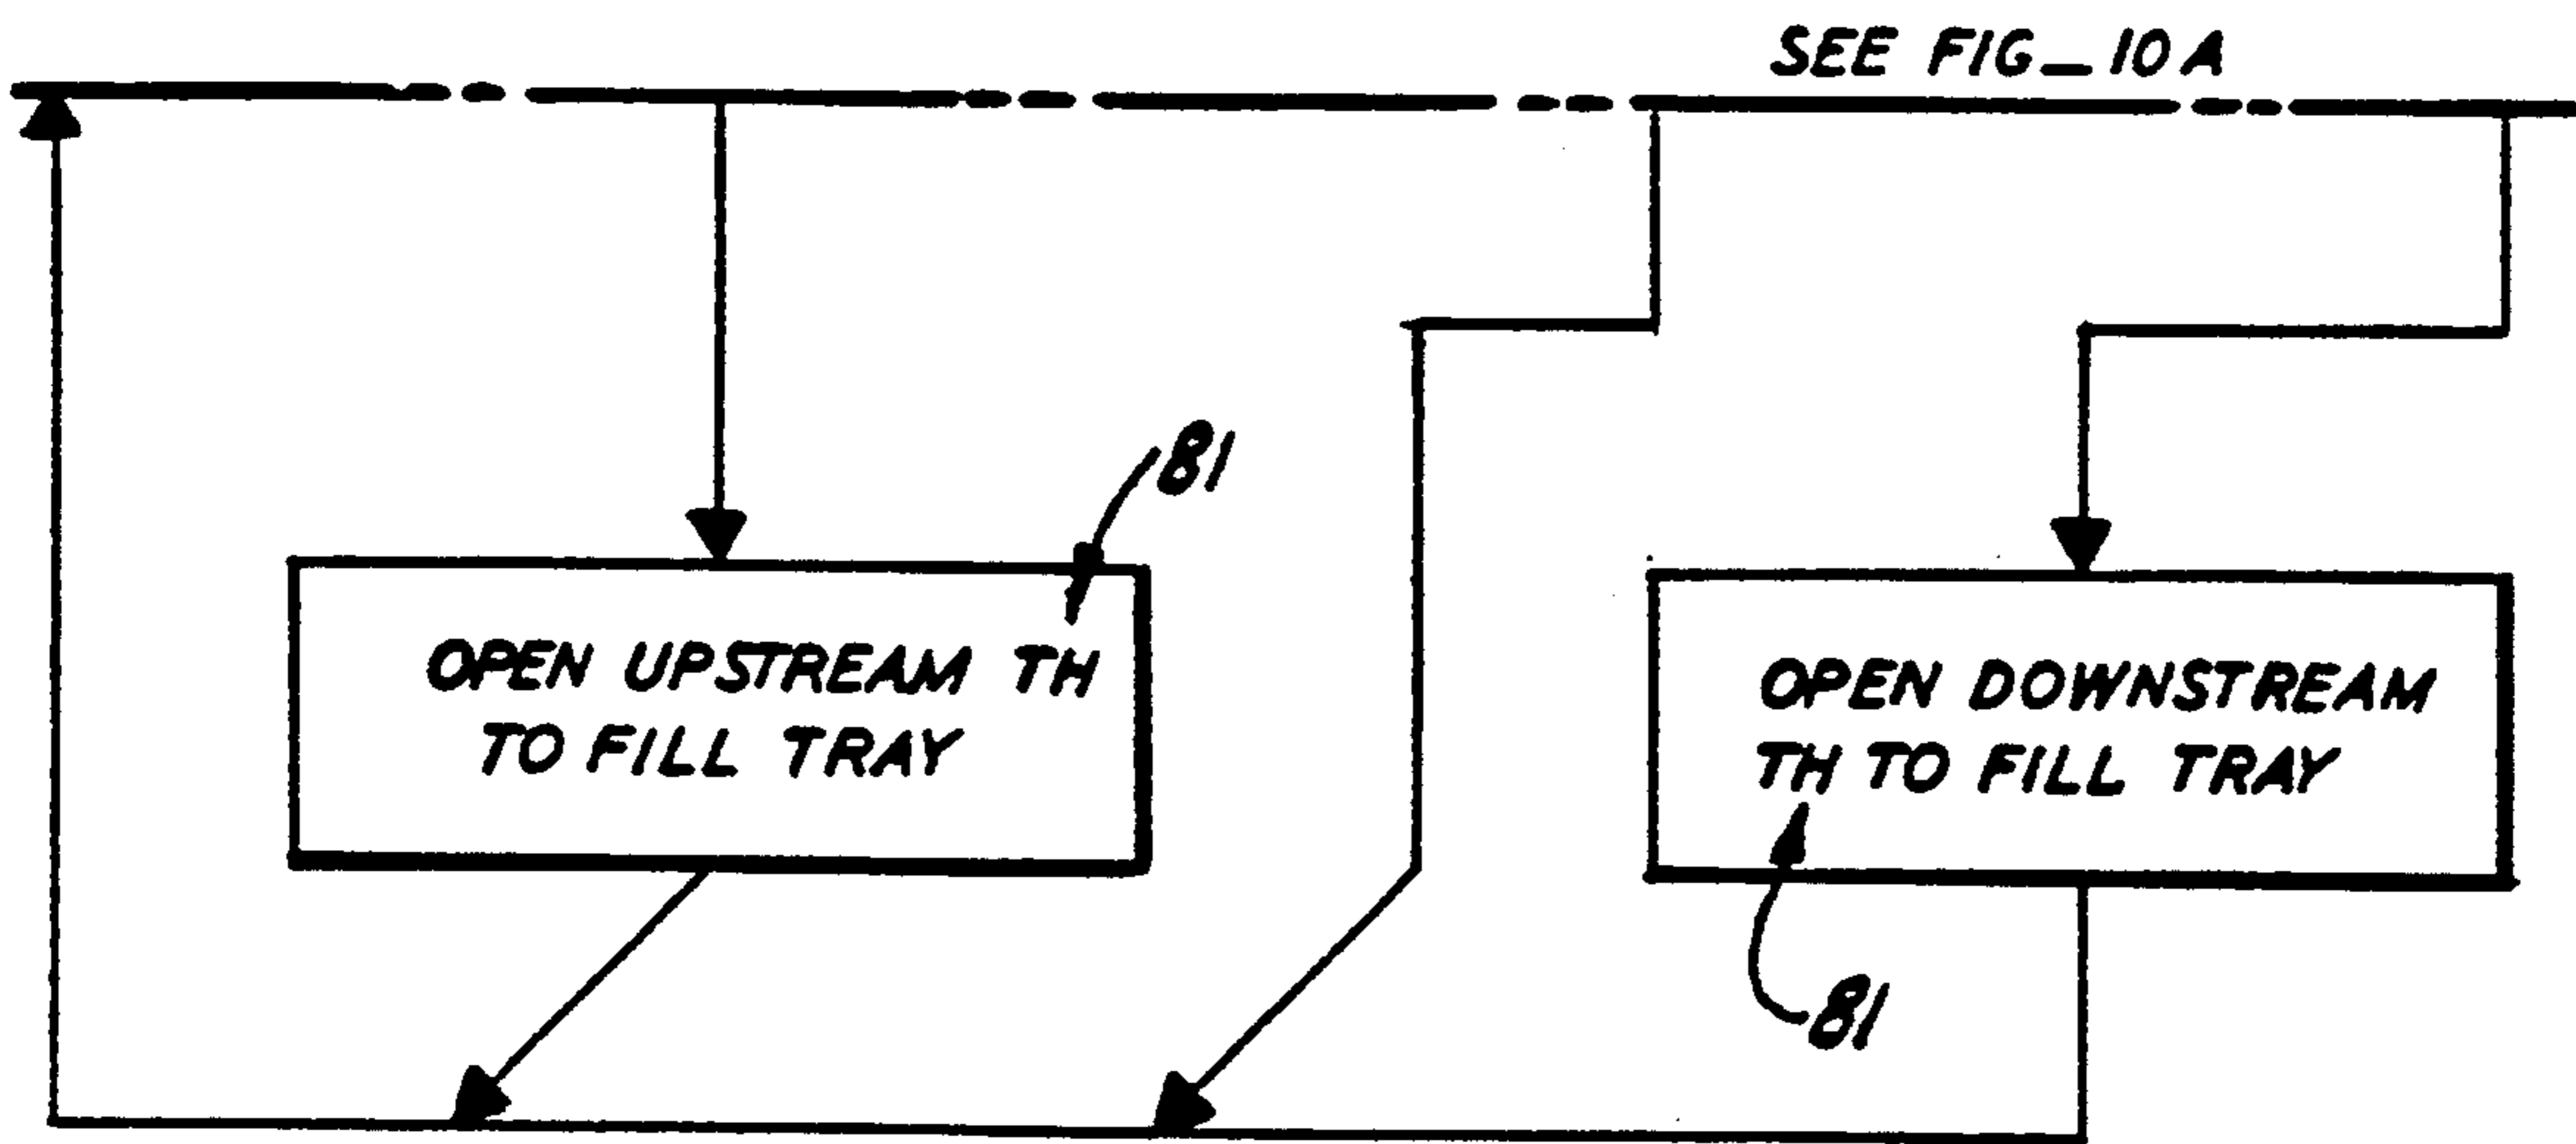 SEE FIG_10A
81
OPEN UPSTREAM TH
TO FILL TRAY
OPEN DOWNSTREAM
TH TO FILL TRAY
81